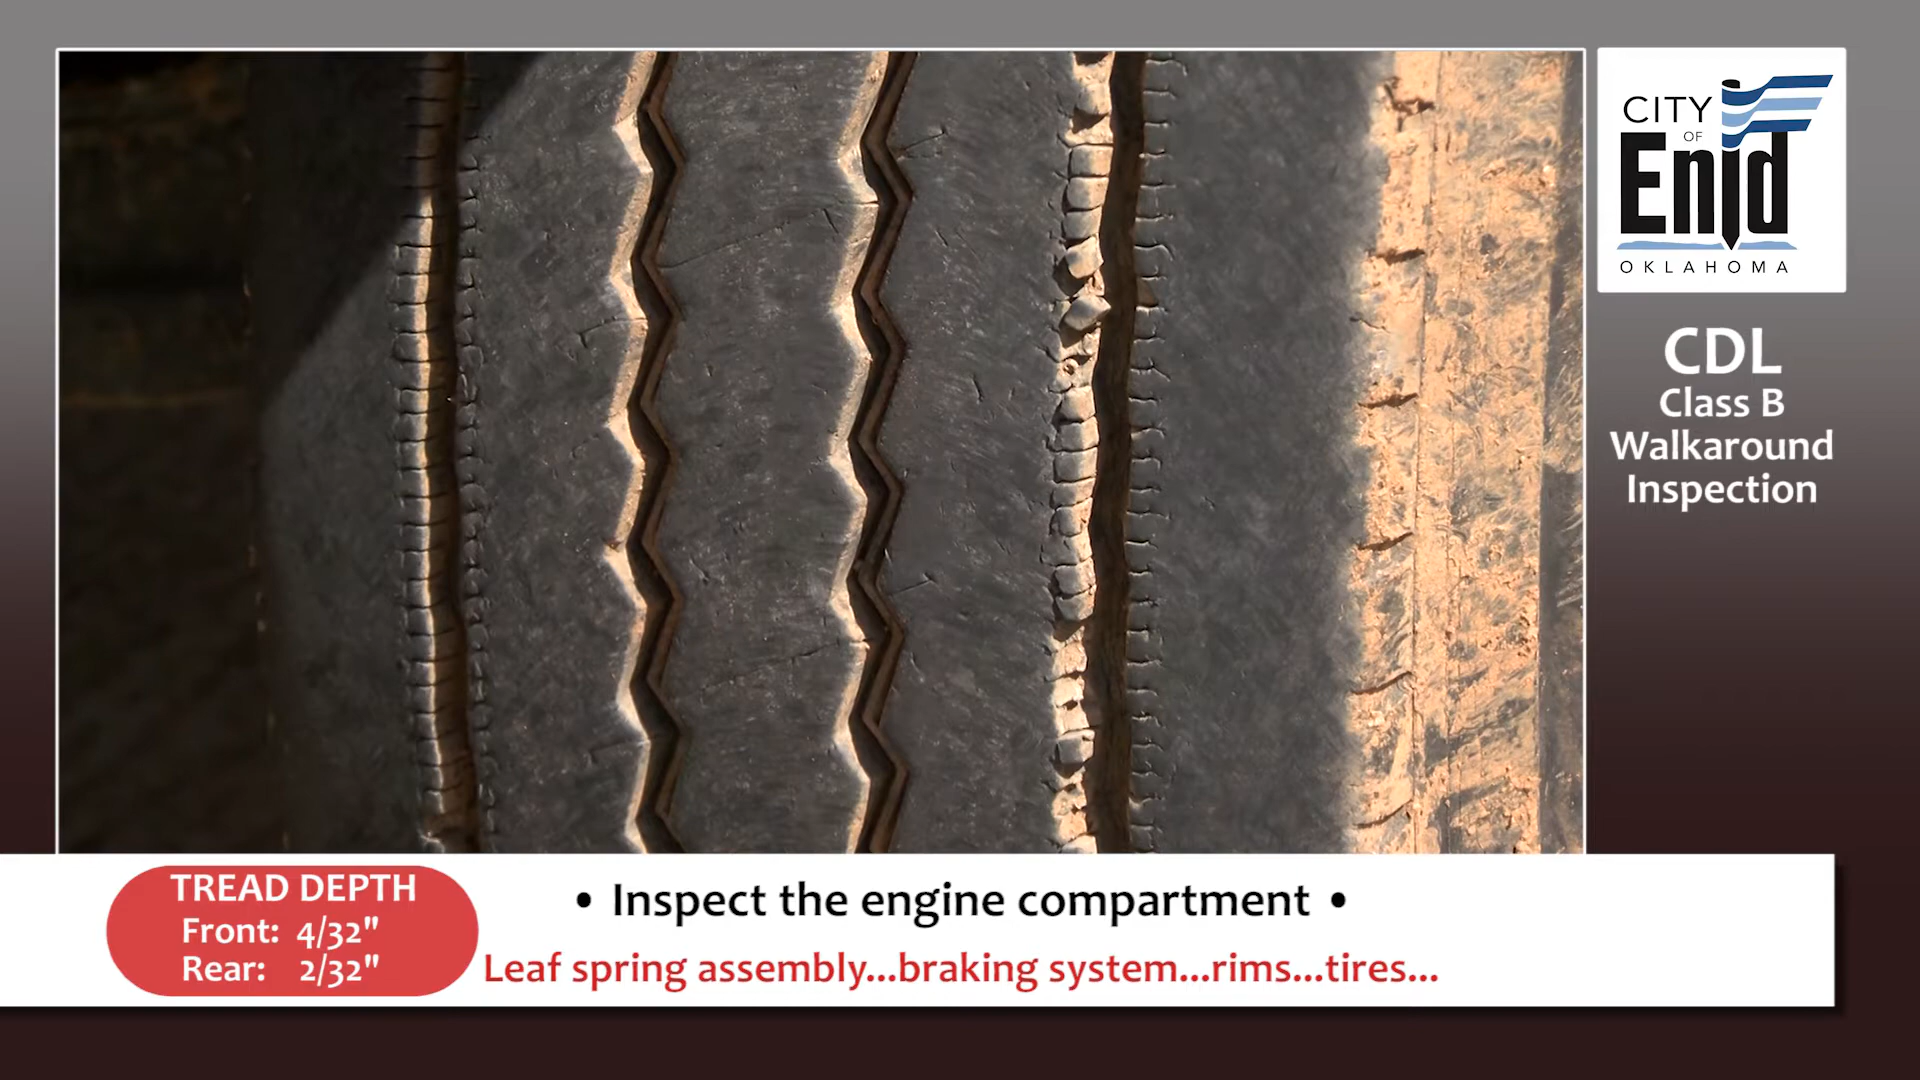 CITY
OF
Enid
OKLAHOMA
CDL
Class B
Walkaround
Inspection
TREAD DEPTH
Front: 4/32"
Rear: 2/32"
• Inspect the engine compartment •
Leaf spring assembly...braking system...rims...tires...